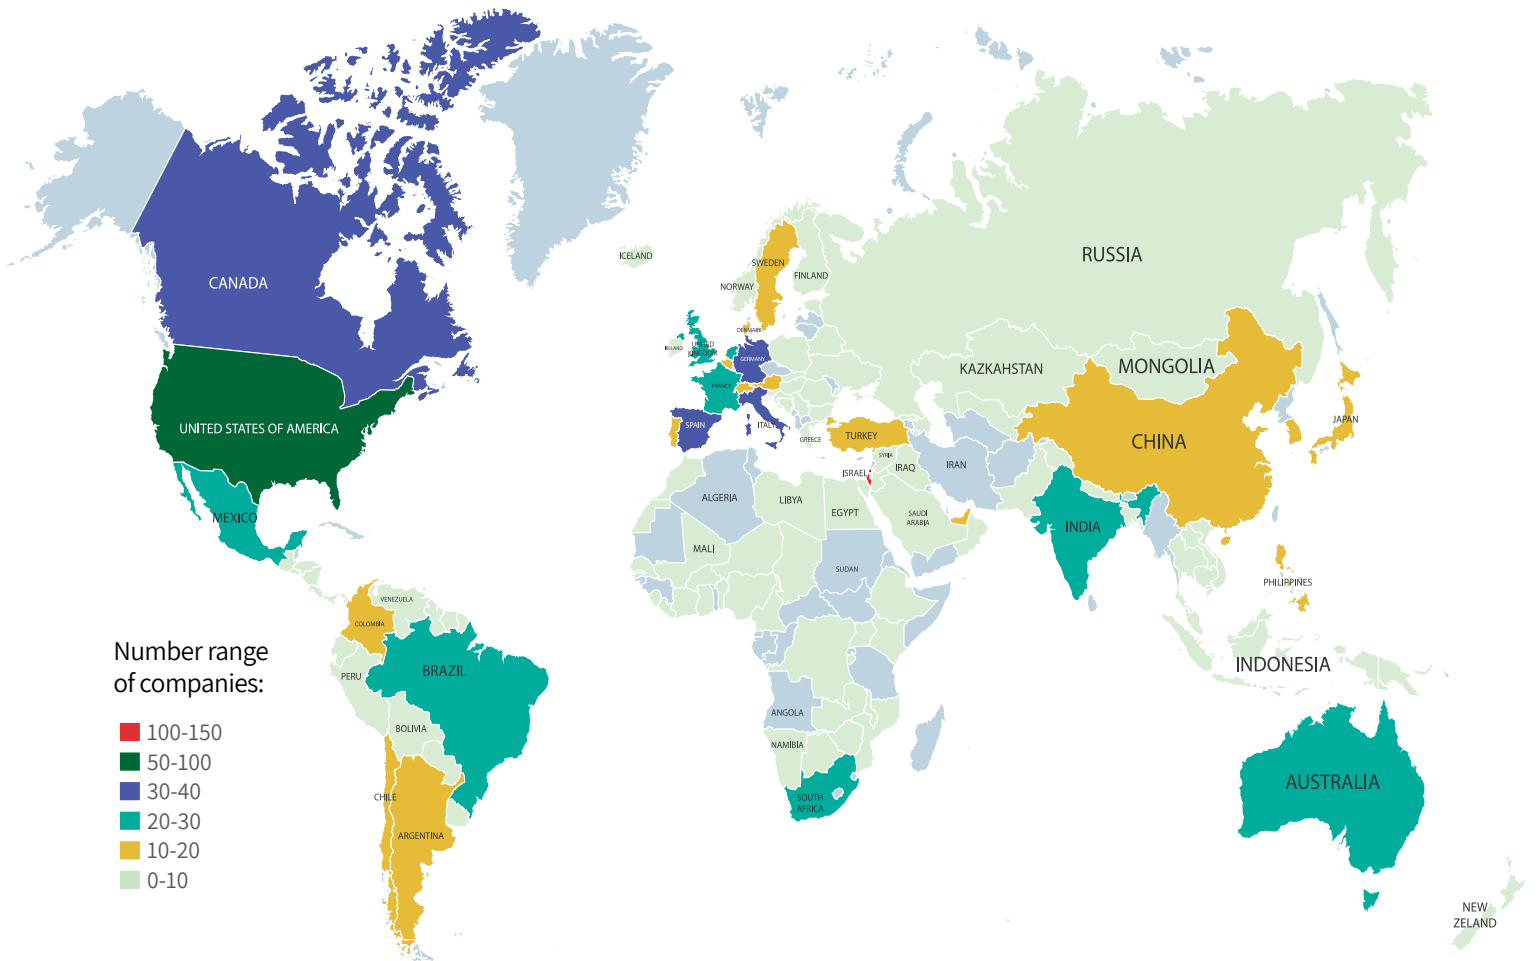 CANADA
UNITED STATES OF AMERICA
MEXICO
VENEZUELA
COLOMBIA
BRAZIL
PERU
BOLIVIA
CHILE
ARGENTINA
ICELAND
SWEDEN
FINLAND
NORWAY
DENMARK
IRELAND
UNITED
KINGDOM
GERMANY
FRANCE
SPAIN
ITALY
GREECE
TURKEY
SYRIA
ISRAEL
IRAQ
IRAN
RUSSIA
KAZKAHSTAN
MONGOLIA
CHINA
JAPAN
ALGERIA
LIBYA
EGYPT
SAUDI
ARABIA
MALI
SUDAN
INDIA
PHILIPPINES
INDONESIA
ANGOLA
NAMIBIA
SOUTH
AFRICA
AUSTRALIA
NEW
ZELAND
Number range
of companies:
100-150
50-100
30-40
20-30
10-20
0-10